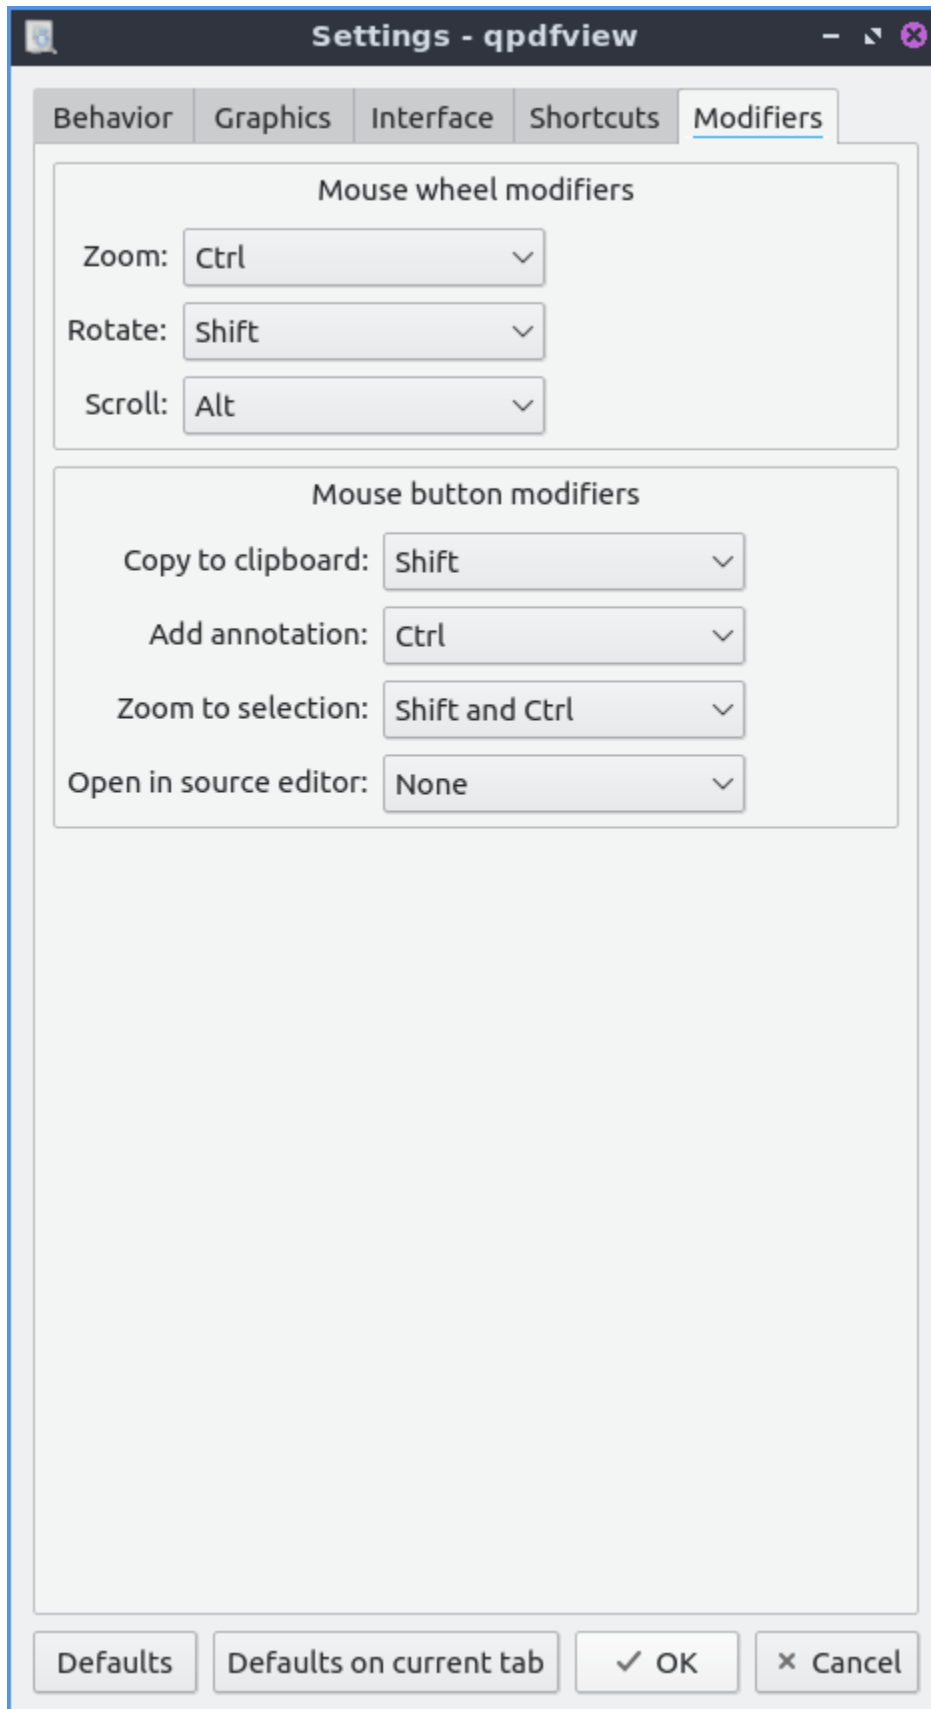 Settings - qpdfview
Behavior Graphics Interface Shortcuts Modifiers
Mouse wheel modifiers
Zoom: Ctrl
Rotate: Shift
Scroll: Alt
Mouse button modifiers
Copy to clipboard: Shift
Add annotation: Ctrl
Zoom to selection: Shift and Ctrl
Open in source editor: None
Defaults Defaults on current tab OK Cancel